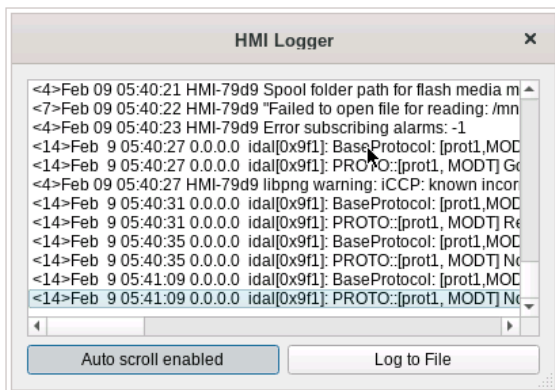 HMI Logger
<4>Feb 09 05:40:21 HMI-79d9 Spool folder path for flash media m
<7>Feb 09 05:40:22 HMI-79d9 "Failed to open file for reading: /mn
<4>Feb 09 05:40:23 HMI-79d9 Error subscribing alarms: -1
<14>Feb  9 05:40:27 0.0.0.0  idal[0x9f1]: BaseProtocol: [prot1,MOD
<14>Feb  9 05:40:27 0.0.0.0  idal[0x9f1]: PROTO::[prot1, MODT] Go
<4>Feb 09 05:40:27 HMI-79d9 libpng warning: iCCP: known incor
<14>Feb  9 05:40:31 0.0.0.0  idal[0x9f1]: BaseProtocol: [prot1,MOD
<14>Feb  9 05:40:31 0.0.0.0  idal[0x9f1]: PROTO::[prot1, MODT] Re
<14>Feb  9 05:40:35 0.0.0.0  idal[0x9f1]: BaseProtocol: [prot1,MOD
<14>Feb  9 05:40:35 0.0.0.0  idal[0x9f1]: PROTO::[prot1, MODT] No
<14>Feb  9 05:41:09 0.0.0.0  idal[0x9f1]: BaseProtocol: [prot1,MOD
<14>Feb  9 05:41:09 0.0.0.0  idal[0x9f1]: PROTO::[prot1, MODT] No
Auto scroll enabled
Log to File